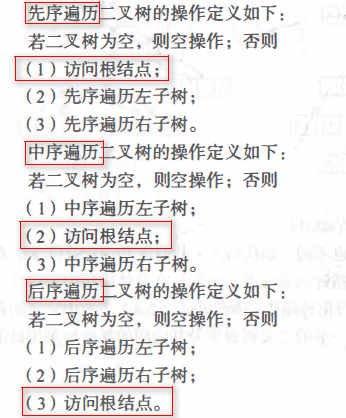 先序遍历二叉树的操作定义如下：
若二叉树为空，则空操作；否则
（1）访问根结点；
（2）先序遍历左子树；
（3）先序遍历右子树。
中序遍历二叉树的操作定义如下：
若二叉树为空，则空操作；否则
（1）中序遍历左子树；
（2）访问根结点；
（3）中序遍历右子树。
后序遍历二叉树的操作定义如下：
若二叉树为空，则空操作；否则
（1）后序遍历左子树；
（2）后序遍历右子树；
（3）访问根结点。